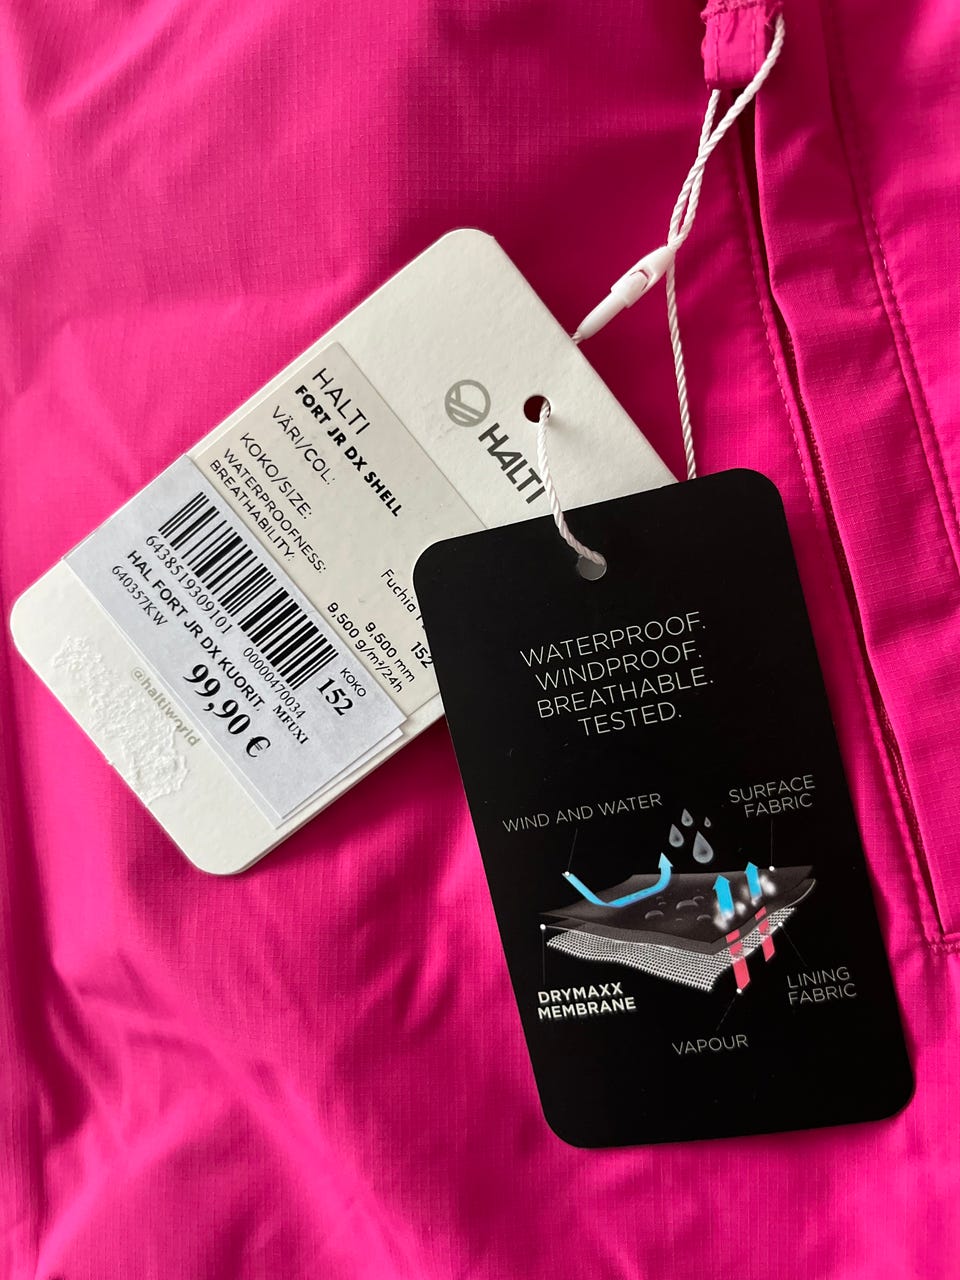 HALTI
HALTI
FORT JR DX SHELL
VÄRI/COL:
KOKO/SIZE:
WATERPROOFNESS:
BREATHABILITY:
Fuchia
152
9,500 mm
9,500 g/m²/24h
6438519309101
HAL FORT JR DX KUORIT.
640357KW
00000470034
MFUXI
KOKO
152
99,90 €
@haltiworld
WATERPROOF.
WINDPROOF.
BREATHABLE.
TESTED.
WIND AND WATER
SURFACE
FABRIC
DRYMAXX
MEMBRANE
LINING
FABRIC
VAPOUR